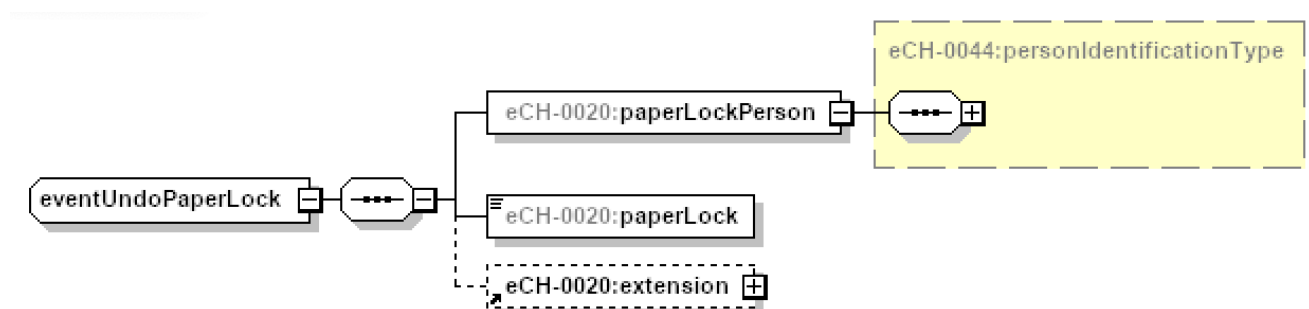 eCH-0044:personIdentificationType
eCH-0020:paperLockPerson
eventUndoPaperLock
eCH-0020:paperLock
eCH-0020:extension